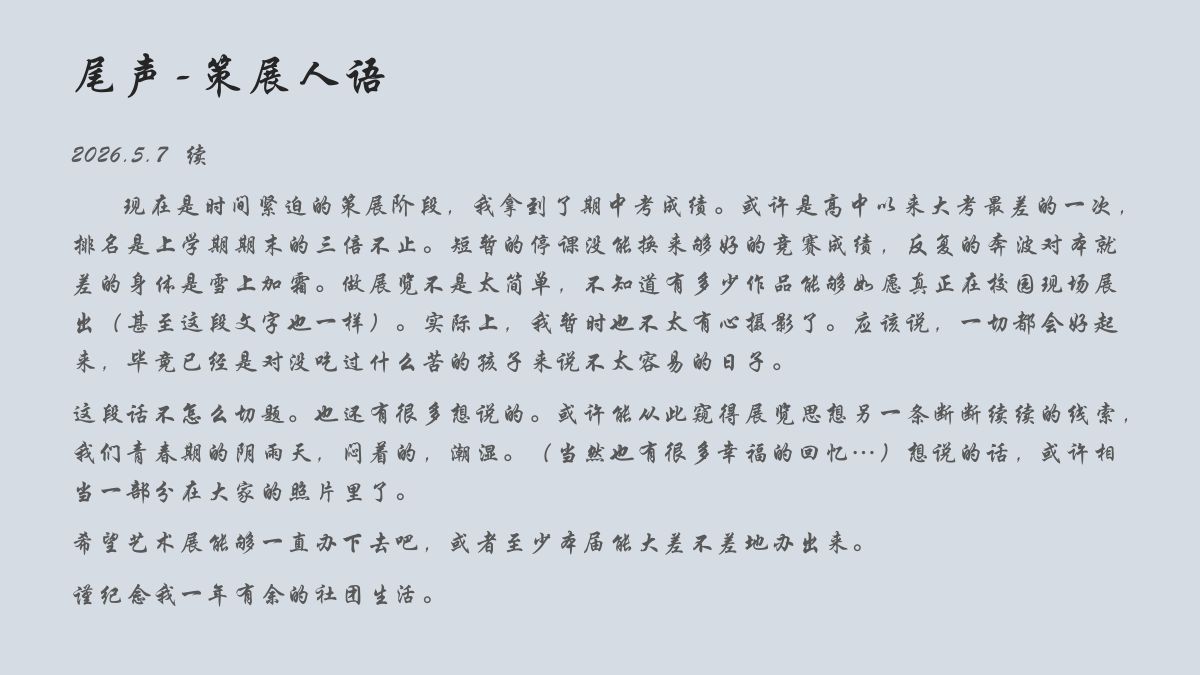 尾声-策展人语
2026.5.7 续
现在是时间紧迫的策展阶段，我拿到了期中考成绩。或许是高中以来大考最差的一次，
排名是上学期期末的三倍不止。短暂的停课没能换来够好的竞赛成绩，反复的奔波对本就
差的身体是雪上加霜。做展览不是太简单，不知道有多少作品能够如愿真正在校园现场展
出（甚至这段文字也一样）。实际上，我暂时也不太有心摄影了。应该说，一切都会好起
来，毕竟已经是对没吃过什么苦的孩子来说不太容易的日子。
这段话不怎么切题。也还有很多想说的。或许能从此窥得展览思想另一条断断续续的线索，
我们青春期的阴雨天，闷着的，潮湿。（当然也有很多幸福的回忆…）想说的话，或许相
当一部分在大家的照片里了。
希望艺术展能够一直办下去吧，或者至少本届能大差不差地办出来。
谨纪念我一年有余的社团生活。